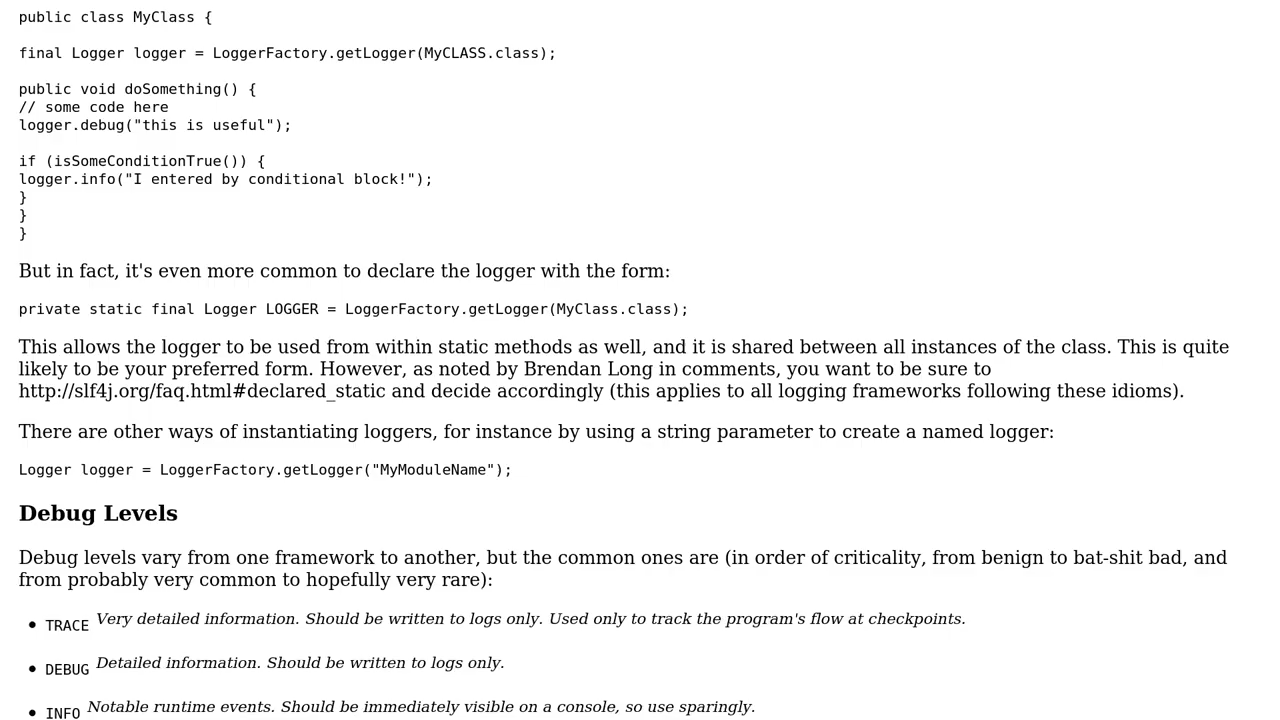 public class MyClass {
final Logger logger = LoggerFactory.getLogger(MyCLASS.class);
public void doSomething() {
// some code here
logger.debug("this is useful");
if (isSomeConditionTrue()) {
logger.info("I entered by conditional block!");
}
}
}
But in fact, it's even more common to declare the logger with the form:
private static final Logger LOGGER = LoggerFactory.getLogger(MyClass.class);
This allows the logger to be used from within static methods as well, and it is shared between all instances of the class. This is quite
likely to be your preferred form. However, as noted by Brendan Long in comments, you want to be sure to
http://slf4j.org/faq.html#declared_static and decide accordingly (this applies to all logging frameworks following these idioms).
There are other ways of instantiating loggers, for instance by using a string parameter to create a named logger:
Logger logger = LoggerFactory.getLogger("MyModuleName");
Debug Levels
Debug levels vary from one framework to another, but the common ones are (in order of criticality, from benign to bat-shit bad, and
from probably very common to hopefully very rare):
• TRACE Very detailed information. Should be written to logs only. Used only to track the program's flow at checkpoints.
• DEBUG Detailed information. Should be written to logs only.
• INFO Notable runtime events. Should be immediately visible on a console, so use sparingly.